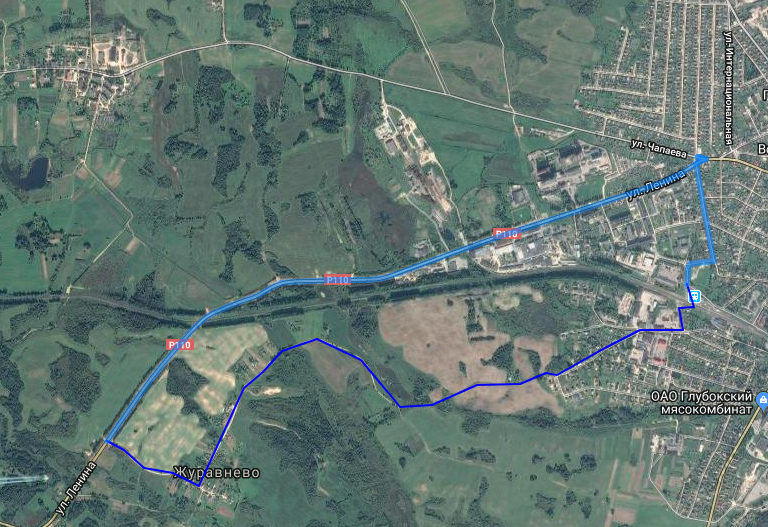 ул. Интернациональная
ул. Чапаева
ул. Ленина
Р110
Р110
Р110
ОАО Глубокский
мясокомбинат
Журавнево
ул. Ленина